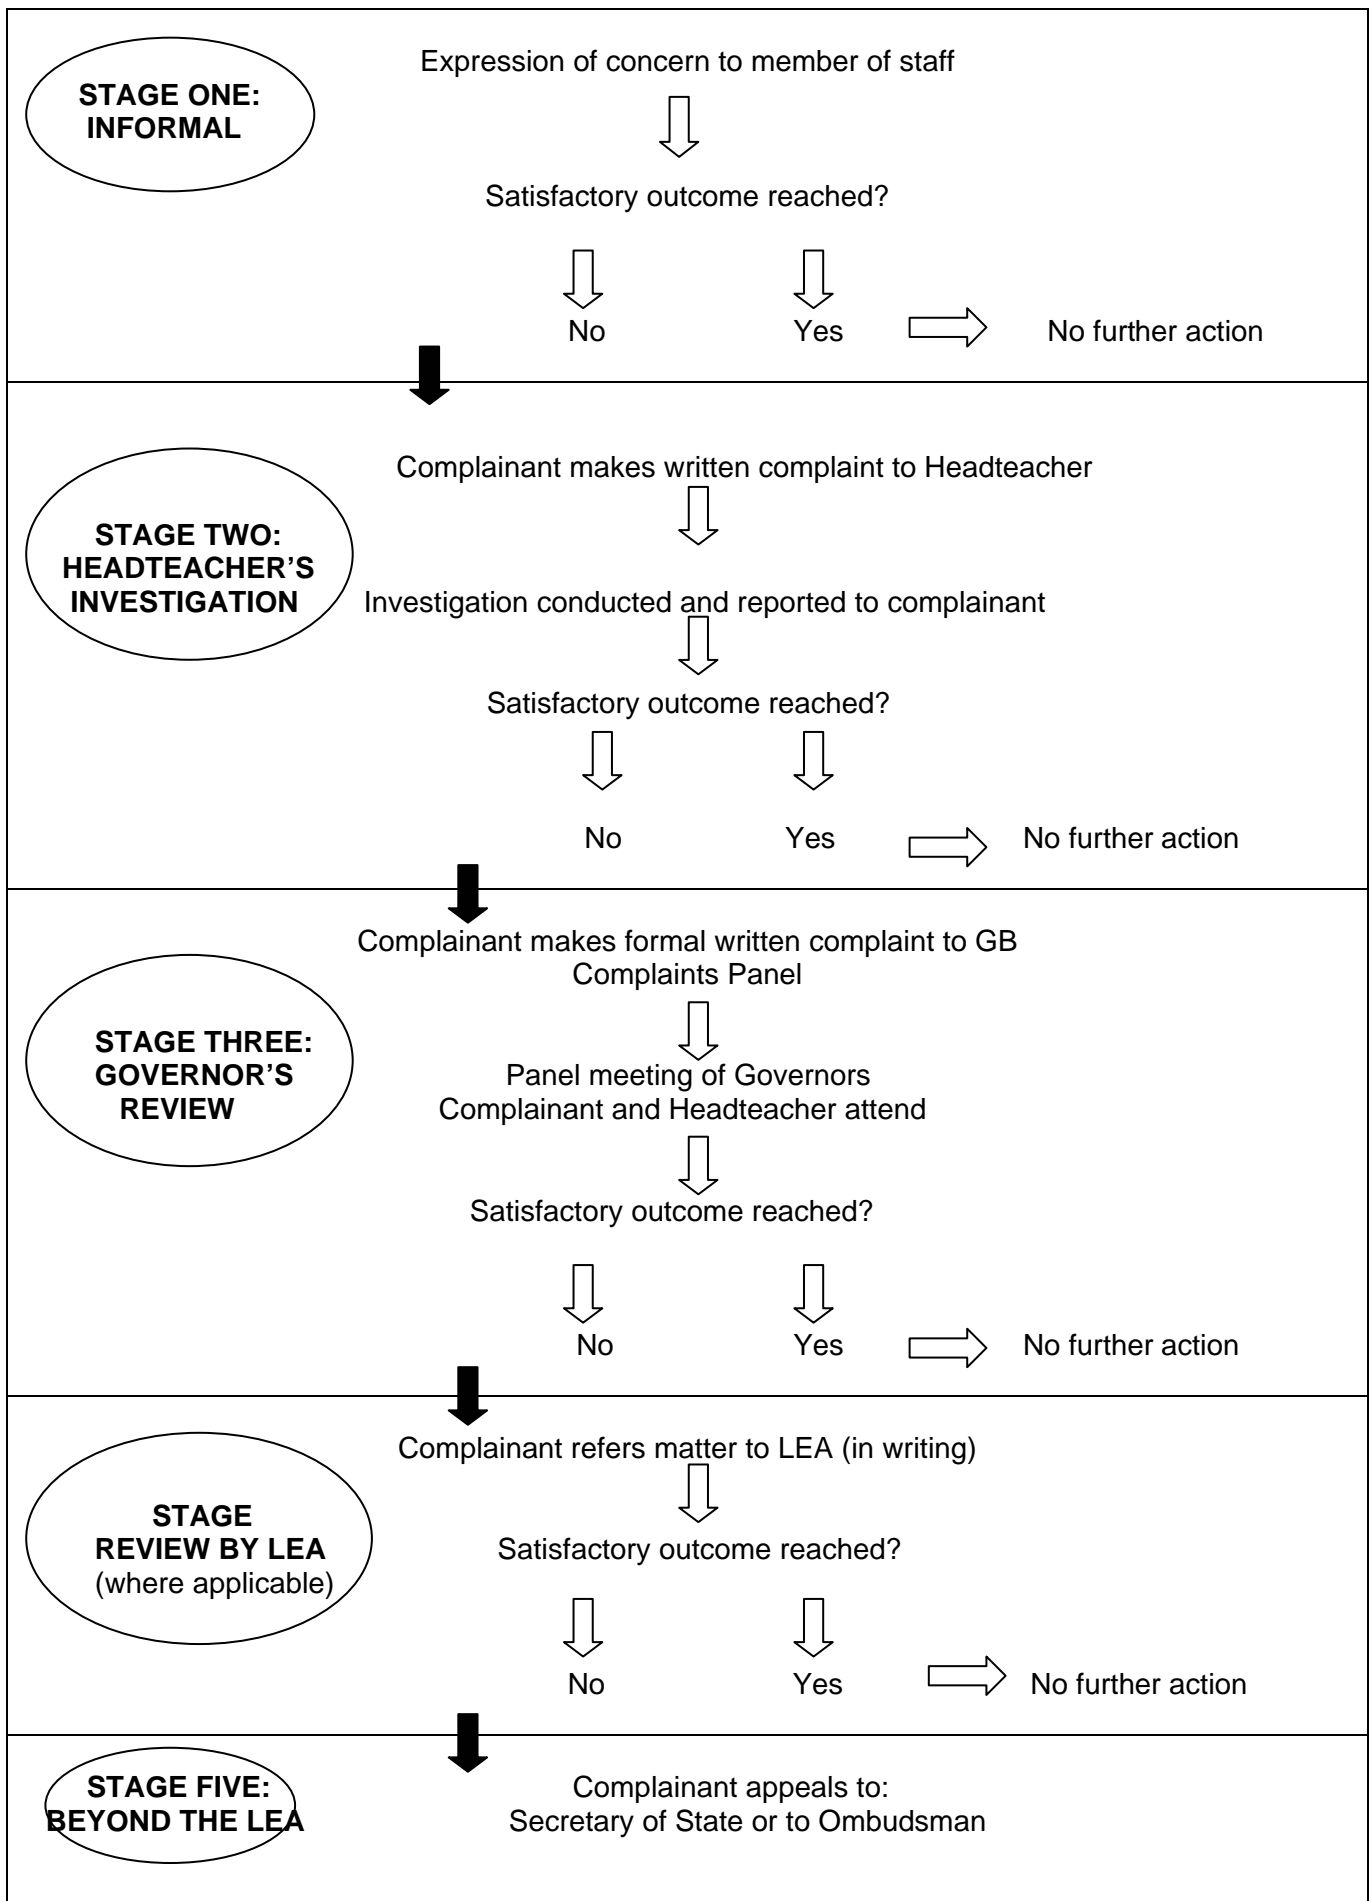 STAGE ONE:
INFORMAL
Expression of concern to member of staff
Satisfactory outcome reached?
No
Yes
No further action
STAGE TWO:
HEADTEACHER’S
INVESTIGATION
Complainant makes written complaint to Headteacher
Investigation conducted and reported to complainant
Satisfactory outcome reached?
No
Yes
No further action
STAGE THREE:
GOVERNOR’S
REVIEW
Complainant makes formal written complaint to GB
Complaints Panel
Panel meeting of Governors
Complainant and Headteacher attend
Satisfactory outcome reached?
No
Yes
No further action
STAGE
REVIEW BY LEA
(where applicable)
Complainant refers matter to LEA (in writing)
Satisfactory outcome reached?
No
Yes
No further action
STAGE FIVE:
BEYOND THE LEA
Complainant appeals to:
Secretary of State or to Ombudsman